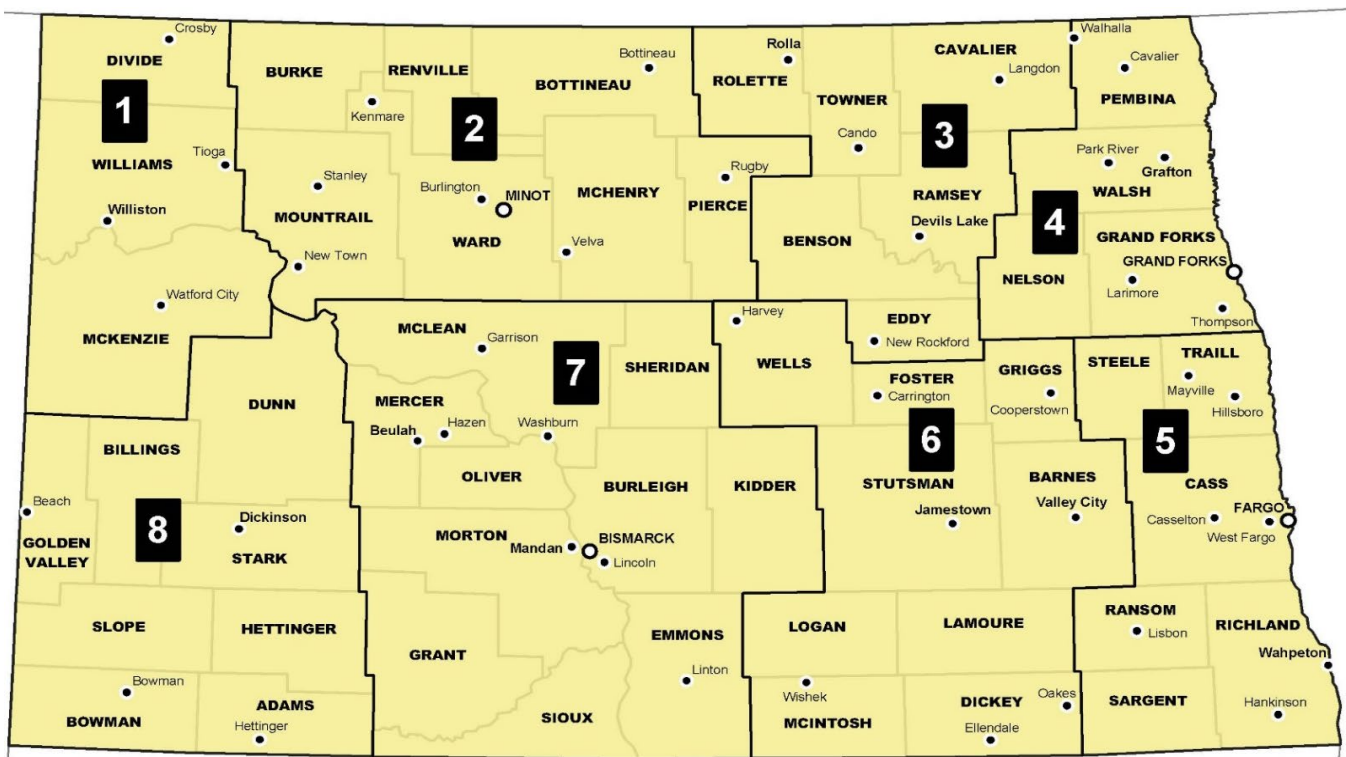 Crosby
DIVIDE
1
WILLIAMS
Tioga
Williston
Watford City
MCKENZIE
BURKE
RENVILLE
Bottineau
BOTTINEAU
Kenmare
2
Stanley
MOUNTRAIL
New Town
Burlington
MINOT
WARD
MCHENRY
Velva
Rugby
PIERCE
Rolla
ROLETTE
TOWNER
Cando
CAVALIER
Langdon
3
RAMSEY
Devils Lake
BENSON
EDDY
New Rockford
Walhalla
Cavalier
PEMBINA
Park River
Grafton
WALSH
4
GRAND FORKS
GRAND FORKS
NELSON
Larimore
Thompson
STEELE
TRAILL
Mayville
Hillsboro
5
CASS
FARGO
Casselton
West Fargo
RANSOM
Lisbon
RICHLAND
Wahpeton
SARGENT
Hankinson
Harvey
WELLS
FOSTER
Carrington
GRIGGS
Cooperstown
6
STUTSMAN
Jamestown
BARNES
Valley City
LOGAN
LAMOURE
Wishek
MCINTOSH
DICKEY
Oakes
Ellendale
MCLEAN
Garrison
7
SHERIDAN
MERCER
Hazen
Beulah
Washburn
OLIVER
BURLEIGH
KIDDER
MORTON
Mandan
BISMARCK
Lincoln
GRANT
EMMONS
Linton
SIOUX
DUNN
BILLINGS
Beach
8
Dickinson
GOLDEN
VALLEY
STARK
SLOPE
HETTINGER
Bowman
BOWMAN
ADAMS
Hettinger